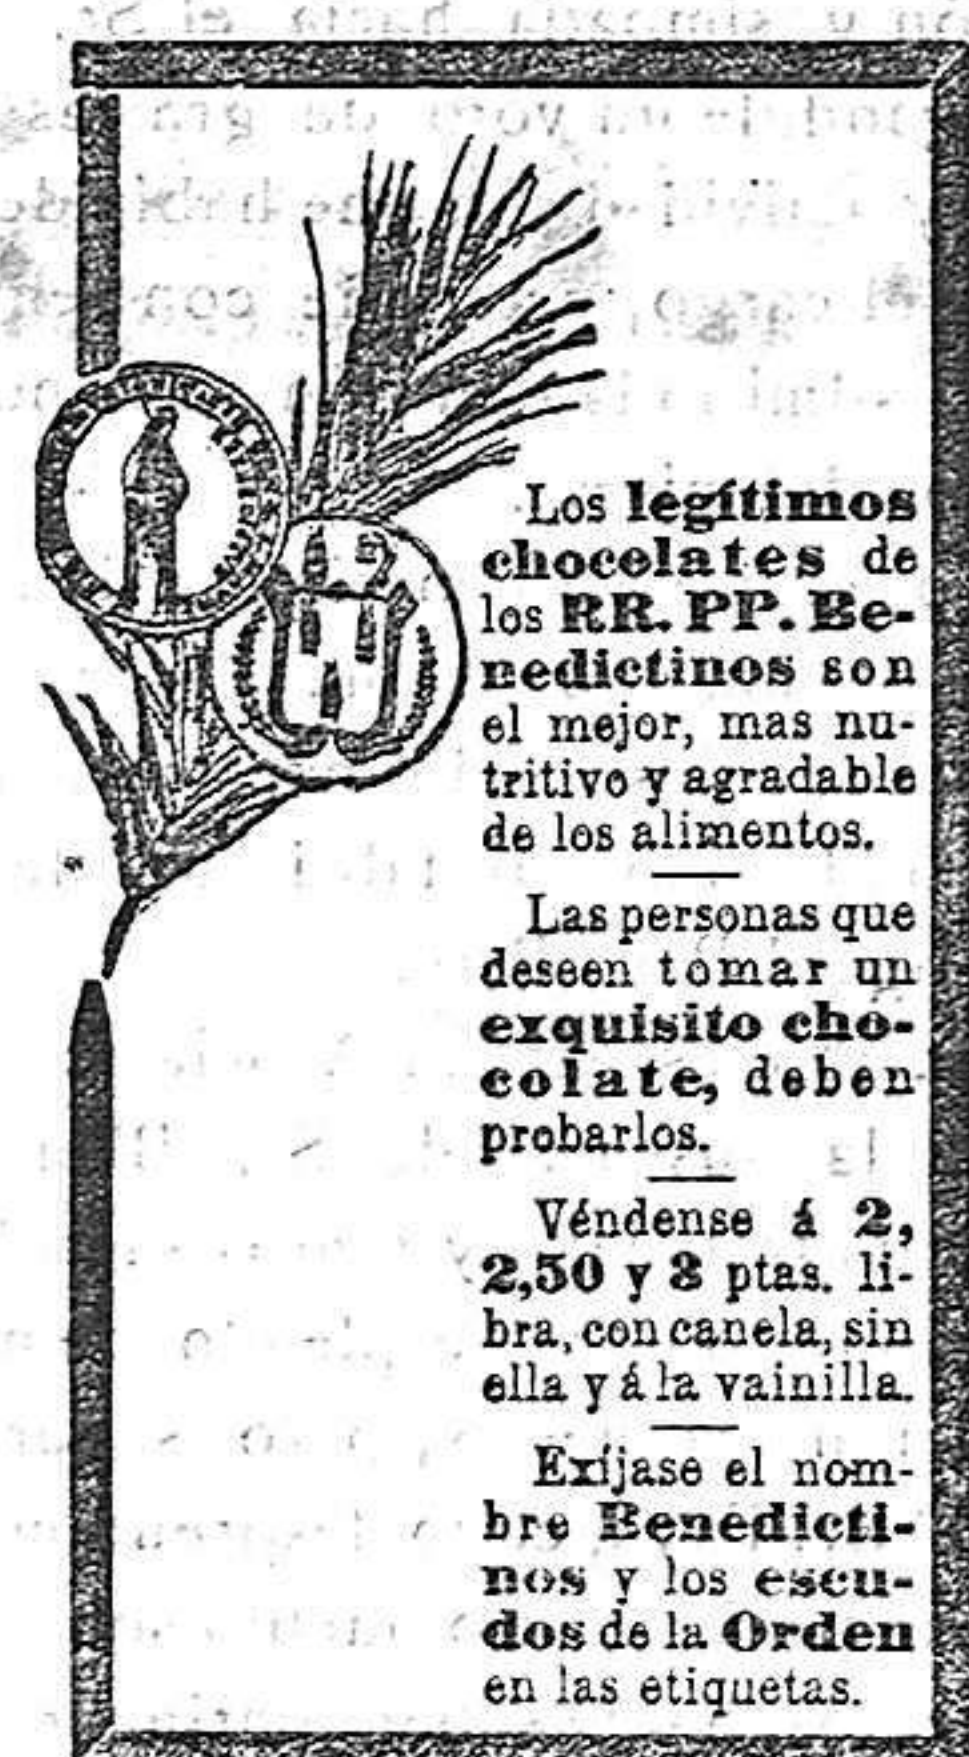 Los legítimos
chocolates de
los RR. PP. Be-
nedictinos son
el mejor, mas nu-
tritivo y agradable
de los alimentos.
Las personas que
deseen tomar un
exquisito cho-
colate, deben
probarlos.
Véndense á 2,
2,50 y 3 ptas. li-
bra, con canela, sin
ella y á la vainilla.
Exíjase el nom-
bre Benedicti-
nos y los escu-
dos de la Orden
en las etiquetas.